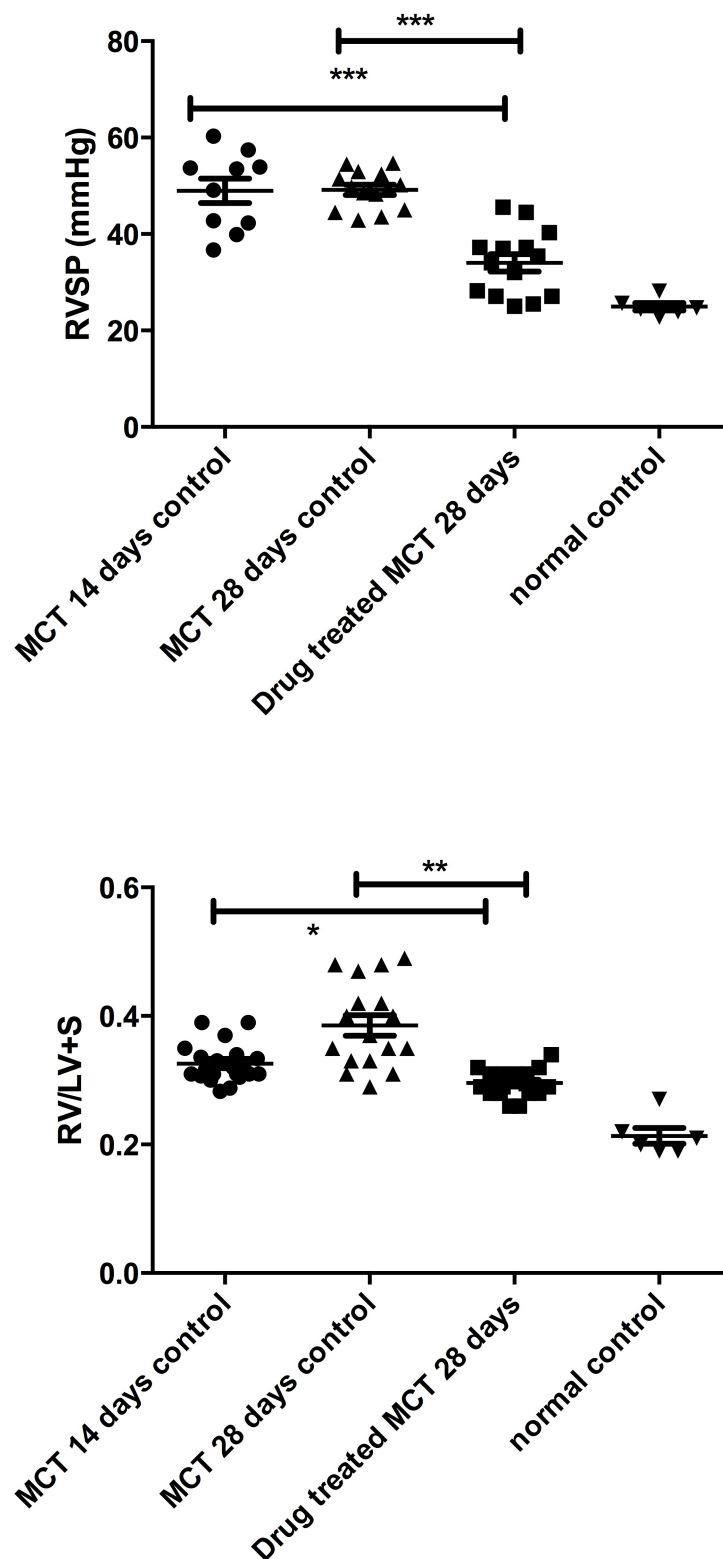 ***
80
***
60
40
20
0
RVSP (mmHg)
MCT 14 days control
MCT 28 days control
Drug treated MCT 28 days
normal control
**
0.6
*
0.4
0.2
0.0
RV/LV+S
MCT 14 days control
MCT 28 days control
Drug treated MCT 28 days
normal control